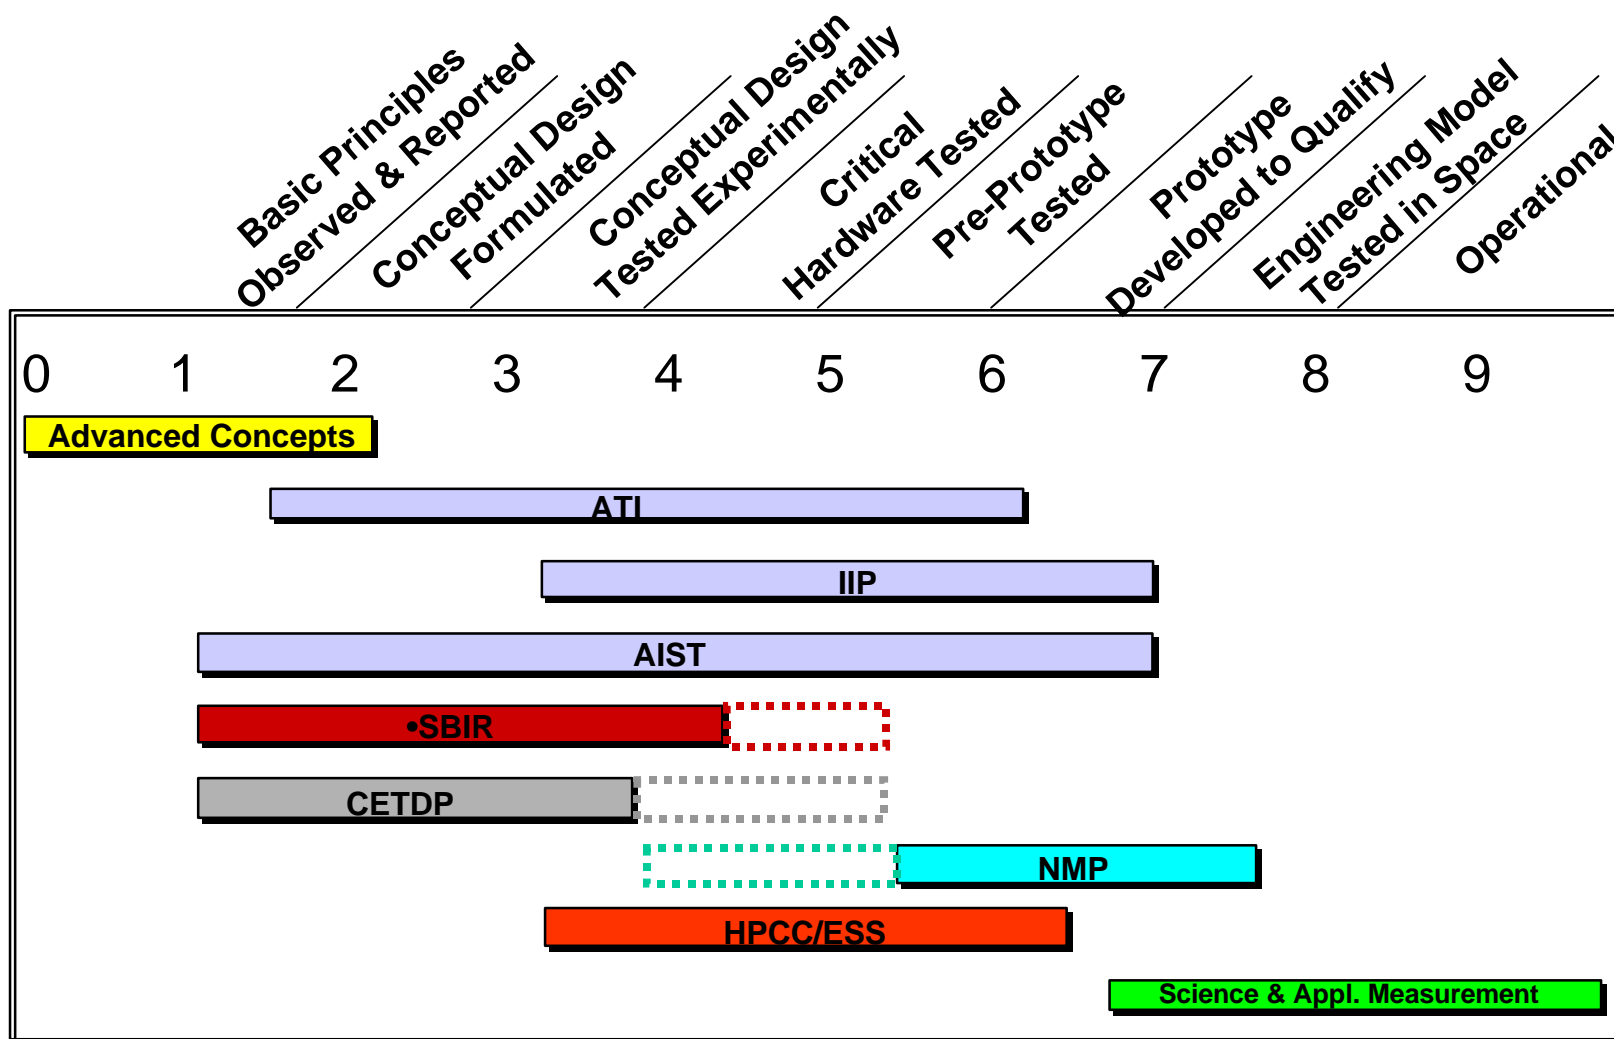 Basic Principles
Observed & Reported
Conceptual Design
Formulated
Conceptual Design
Tested Experimentally
Critical
Hardware Tested
Pre-Prototype
Tested
Prototype
Developed to Qualify
Engineering Model
Tested in Space
Operational
0 1 2 3 4 5 6 7 8 9
Advanced Concepts
ATI
IIP
AIST
•SBIR
CETDP
NMP
HPCC/ESS
Science & Appl. Measurement